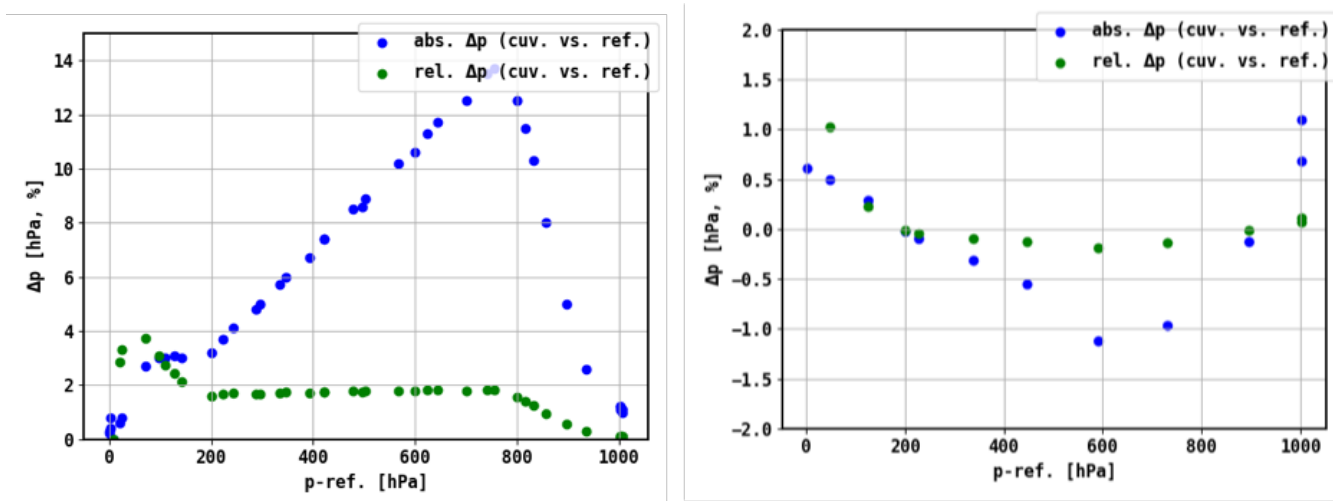 abs. Δp (cuv. vs. ref.)
rel. Δp (cuv. vs. ref.)
14
12
10
8
6
4
2
0
Δp [hPa, %]
0 200 400 600 800 1000
p-ref. [hPa]
abs. Δp (cuv. vs. ref.)
rel. Δp (cuv. vs. ref.)
2.0
1.5
1.0
0.5
0.0
−0.5
−1.0
−1.5
−2.0
Δp [hPa, %]
0 200 400 600 800 1000
p-ref. [hPa]